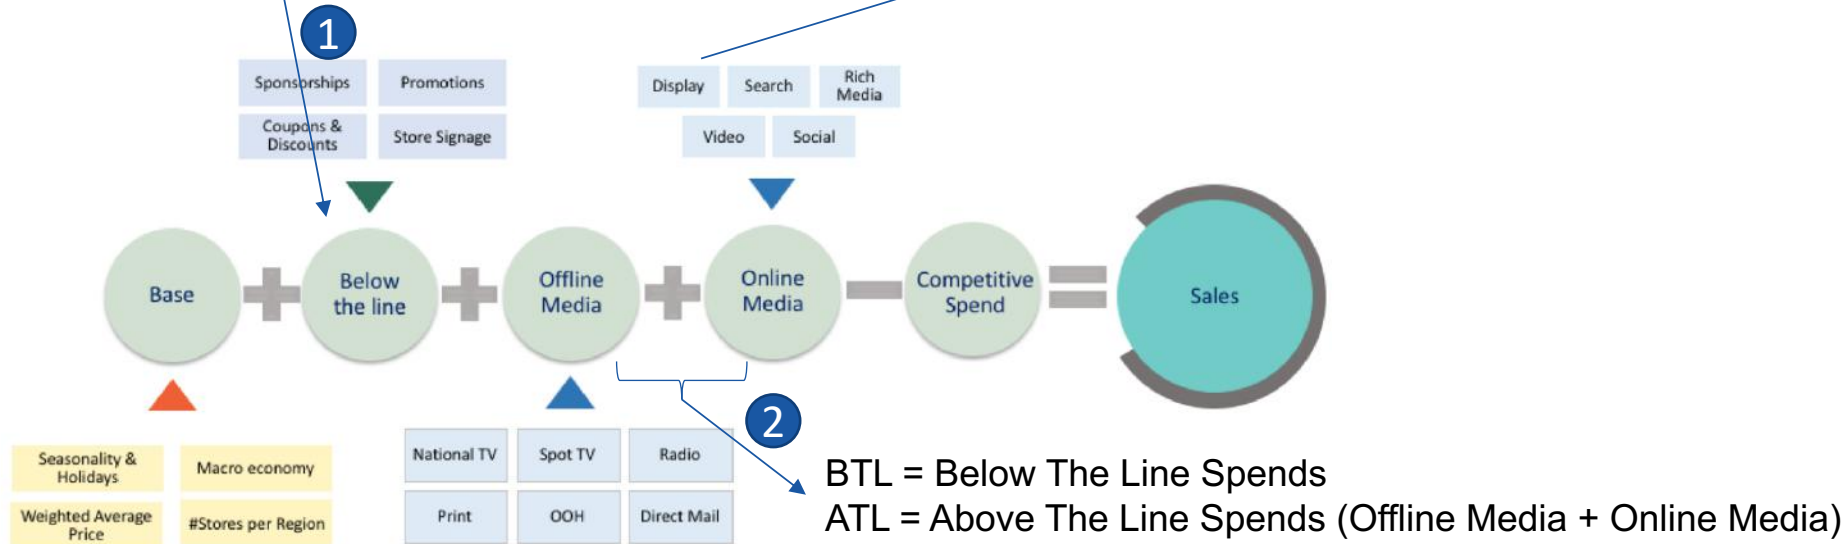 1
Sponsorships
Promotions
Coupons &
Discounts
Store Signage
Display
Search
Rich
Media
Video
Social
Base
Below
the line
Offline
Media
Online
Media
Competitive
Spend
Sales
2
Seasonality &
Holidays
Macro economy
Weighted Average
Price
#Stores per Region
National TV
Spot TV
Radio
Print
OOH
Direct Mail
BTL = Below The Line Spends
ATL = Above The Line Spends (Offline Media + Online Media)